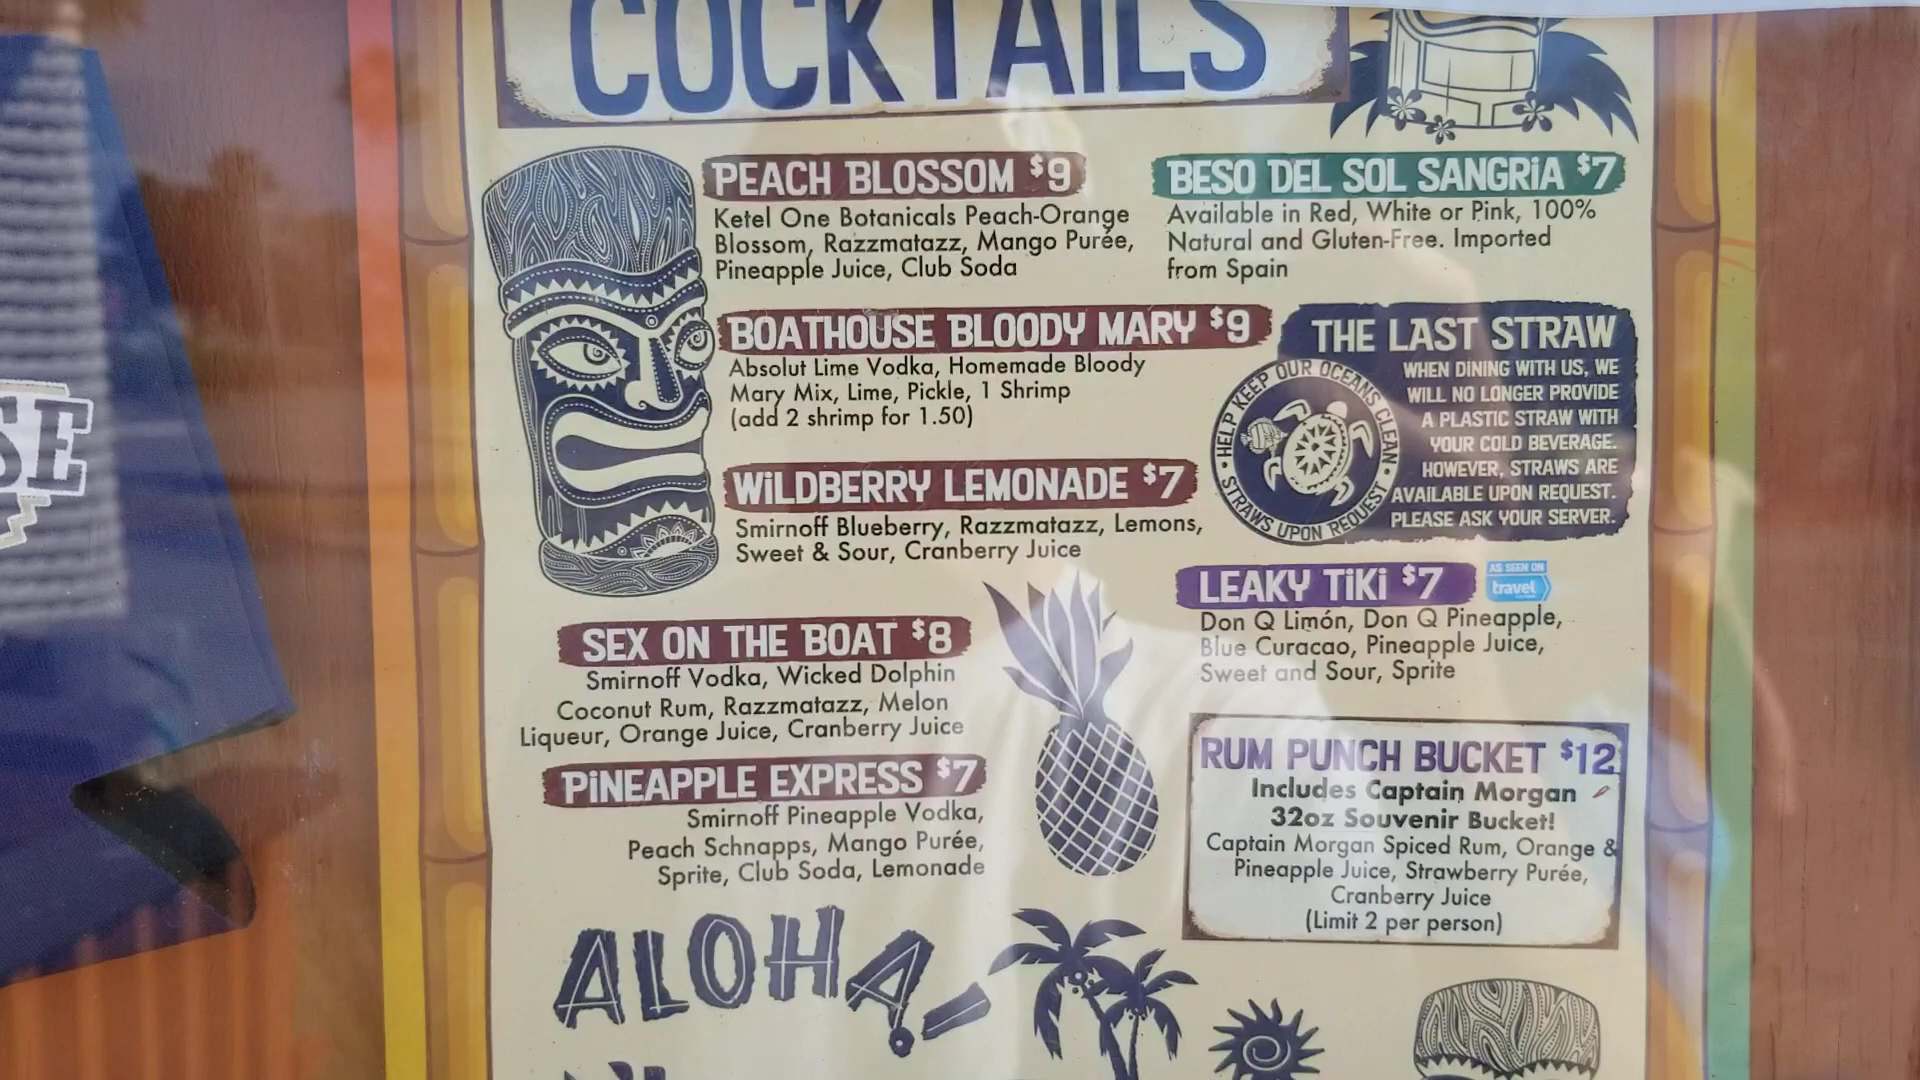 COCKTAILS
PEACH BLOSSOM $9
Ketel One Botanicals Peach-Orange
Blossom, Razzmatazz, Mango Purée,
Pineapple Juice, Club Soda
BESO DEL SOL SANGRiA $7
Available in Red, White or Pink, 100%
Natural and Gluten-Free. Imported
from Spain
BOATHOUSE BLOODY MARY $9
Absolut Lime Vodka, Homemade Bloody
Mary Mix, Lime, Pickle, 1 Shrimp
(add 2 shrimp for 1.50)
THE LAST STRAW
WHEN DINING WITH US, WE
WILL NO LONGER PROVIDE
A PLASTIC STRAW WITH
YOUR COLD BEVERAGE.
HOWEVER, STRAWS ARE
AVAILABLE UPON REQUEST.
PLEASE ASK YOUR SERVER.
• HELP KEEP OUR OCEANS CLEAN •
STRAWS UPON REQUEST
SE
WiLDBERRY LEMONADE $7
Smirnoff Blueberry, Razzmatazz, Lemons,
Sweet & Sour, Cranberry Juice
LEAKY TiKi $7
AS SEEN ON
travel
Don Q Limón, Don Q Pineapple,
Blue Curacao, Pineapple Juice,
Sweet and Sour, Sprite
SEX ON THE BOAT $8
Smirnoff Vodka, Wicked Dolphin
Coconut Rum, Razzmatazz, Melon
Liqueur, Orange Juice, Cranberry Juice
PiNEAPPLE EXPRESS $7
Smirnoff Pineapple Vodka,
Peach Schnapps, Mango Purée,
Sprite, Club Soda, Lemonade
RUM PUNCH BUCKET $12
Includes Captain Morgan
32oz Souvenir Bucket!
Captain Morgan Spiced Rum, Orange &
Pineapple Juice, Strawberry Purée,
Cranberry Juice
(Limit 2 per person)
ALOHA!